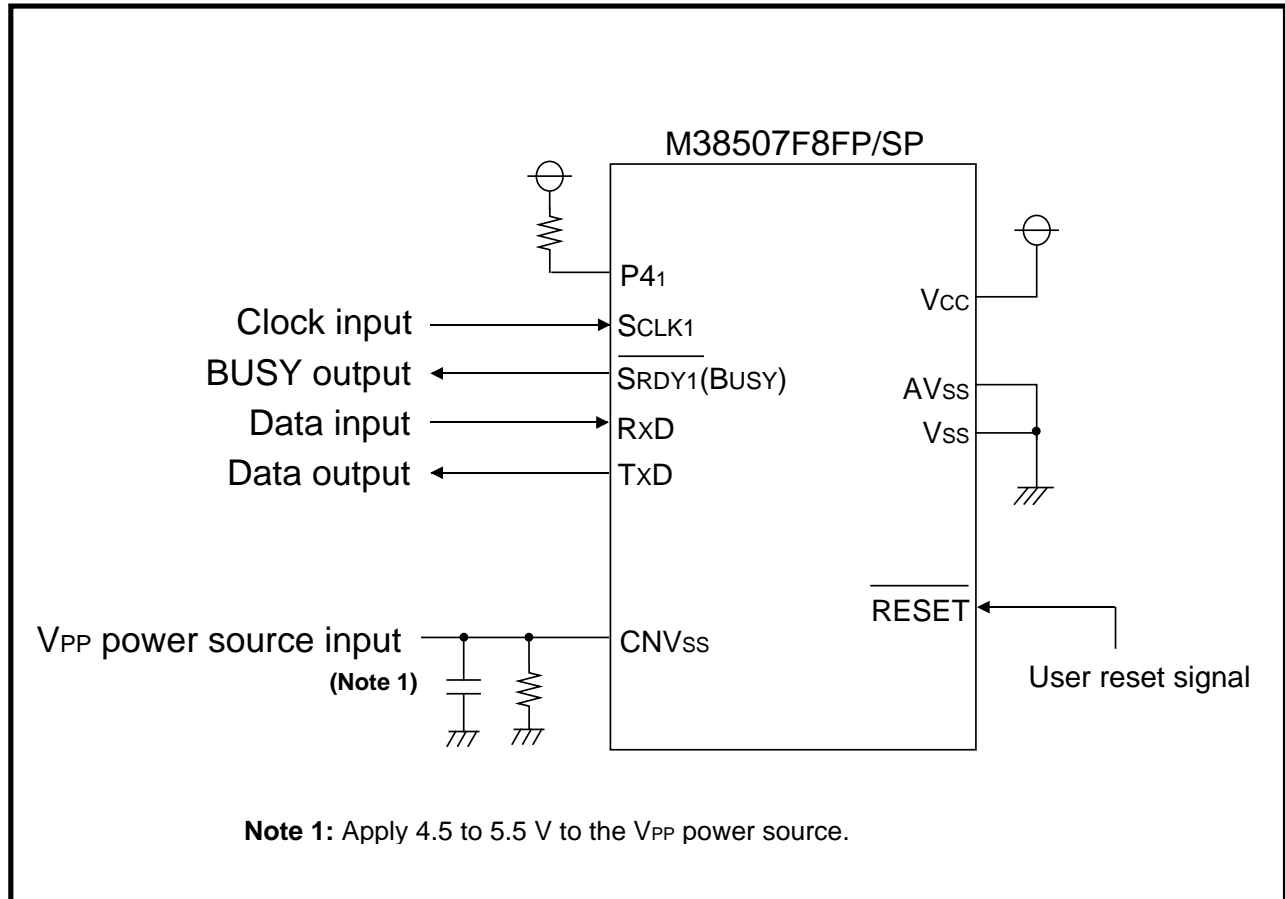 M38507F8FP/SP
P41
VCC
Clock input
SCLK1
BUSY output
SRDY1(BUSY)
AVSS
Data input
RXD
VSS
Data output
TXD
RESET
VPP power source input
CNVSS
(Note 1)
User reset signal
Note 1: Apply 4.5 to 5.5 V to the VPP power source.